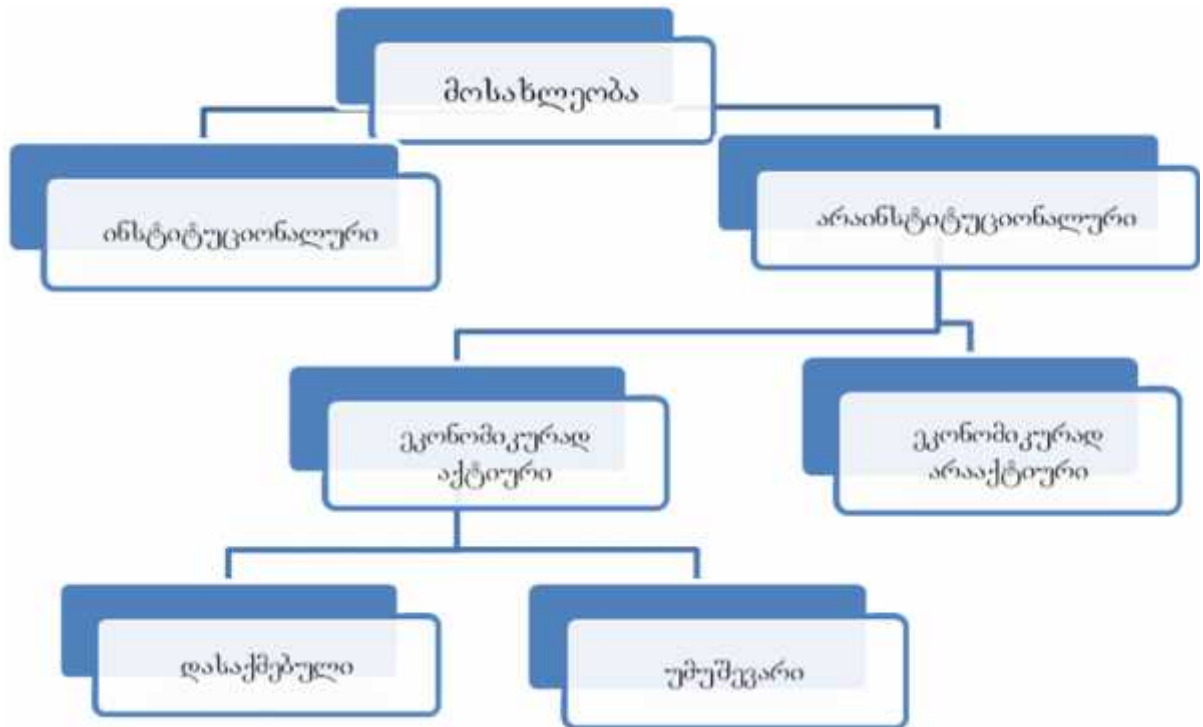 მოსახლეობა
ინსტიტუციონალური
არაინსტიტუციონალური
ეკონომიკურად
აქტიური
ეკონომიკურად
არააქტიური
დასაქმებული
უმუშევარი